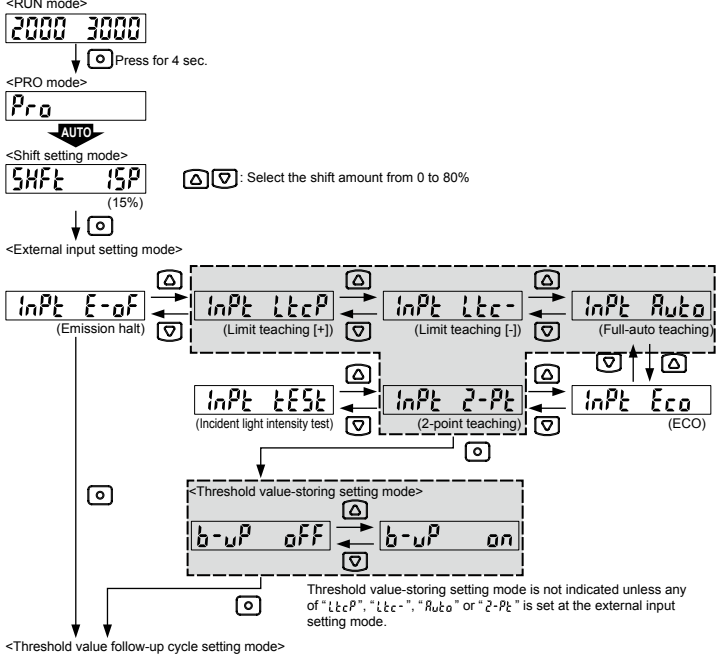 <RUN mode>
2000 3000
Press for 4 sec.
<PRO mode>
Pro
AUTO
<Shift setting mode>
SHFt 15P
(15%)
: Select the shift amount from 0 to 80%
<External input setting mode>
InPt E-oF
(Emission halt)
InPt LtcP
(Limit teaching [+])
InPt Ltc-
(Limit teaching [-])
InPt Auto
(Full-auto teaching)
InPt tESt
(Incident light intensity test)
InPt 2-Pt
(2-point teaching)
InPt Eco
(ECO)
<Threshold value-storing setting mode>
b-uP oFF
b-uP on
Threshold value-storing setting mode is not indicated unless any
of “LtcP”, “Ltc-”, “Auto” or “2-Pt” is set at the external input
setting mode.
<Threshold value follow-up cycle setting mode>